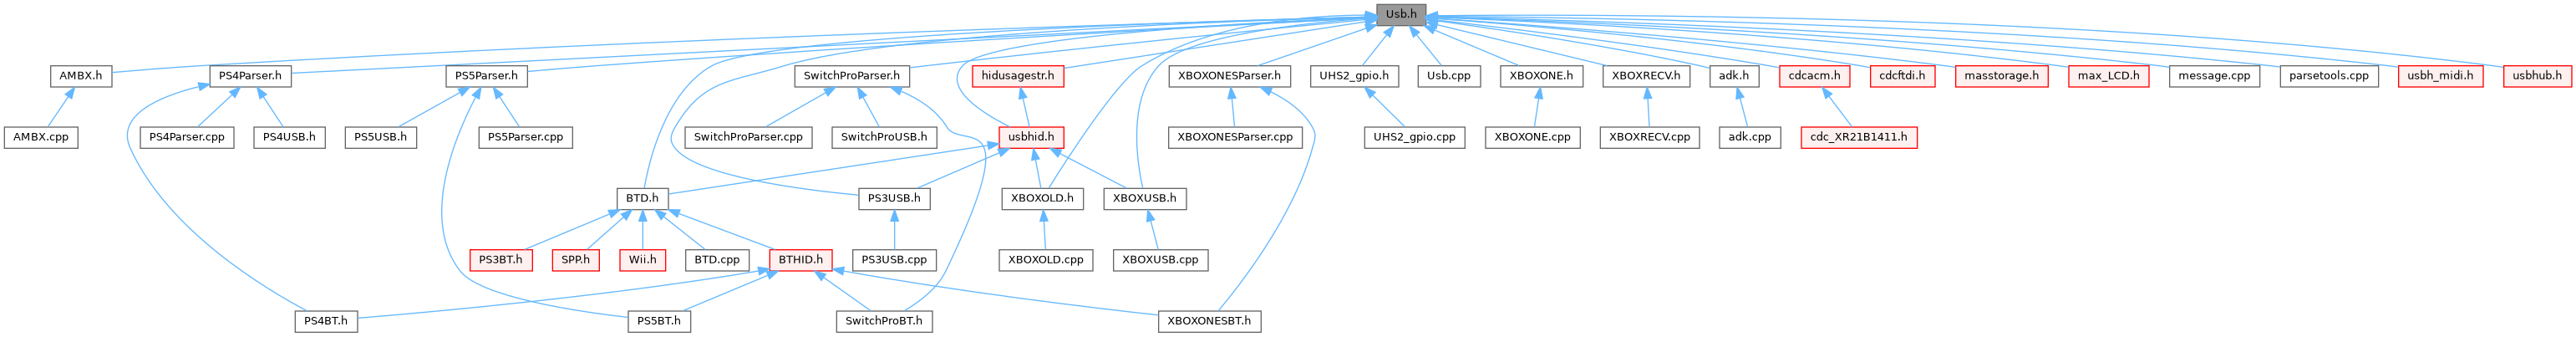 Usb.h
AMBX.h
PS4Parser.h
PS5Parser.h
SwitchProParser.h
hidusagestr.h
XBOXONESParser.h
UHS2_gpio.h
Usb.cpp
XBOXONE.h
XBOXRECV.h
adk.h
cdcacm.h
cdcftdi.h
masstorage.h
max_LCD.h
message.cpp
parsetools.cpp
usbh_midi.h
usbhub.h
AMBX.cpp
PS4Parser.cpp
PS4USB.h
PS5USB.h
PS5Parser.cpp
SwitchProParser.cpp
SwitchProUSB.h
usbhid.h
XBOXONESParser.cpp
UHS2_gpio.cpp
XBOXONE.cpp
XBOXRECV.cpp
adk.cpp
cdc_XR21B1411.h
BTD.h
PS3USB.h
XBOXOLD.h
XBOXUSB.h
PS3BT.h
SPP.h
Wii.h
BTD.cpp
BTHID.h
PS3USB.cpp
XBOXOLD.cpp
XBOXUSB.cpp
PS4BT.h
PS5BT.h
SwitchProBT.h
XBOXONESBT.h